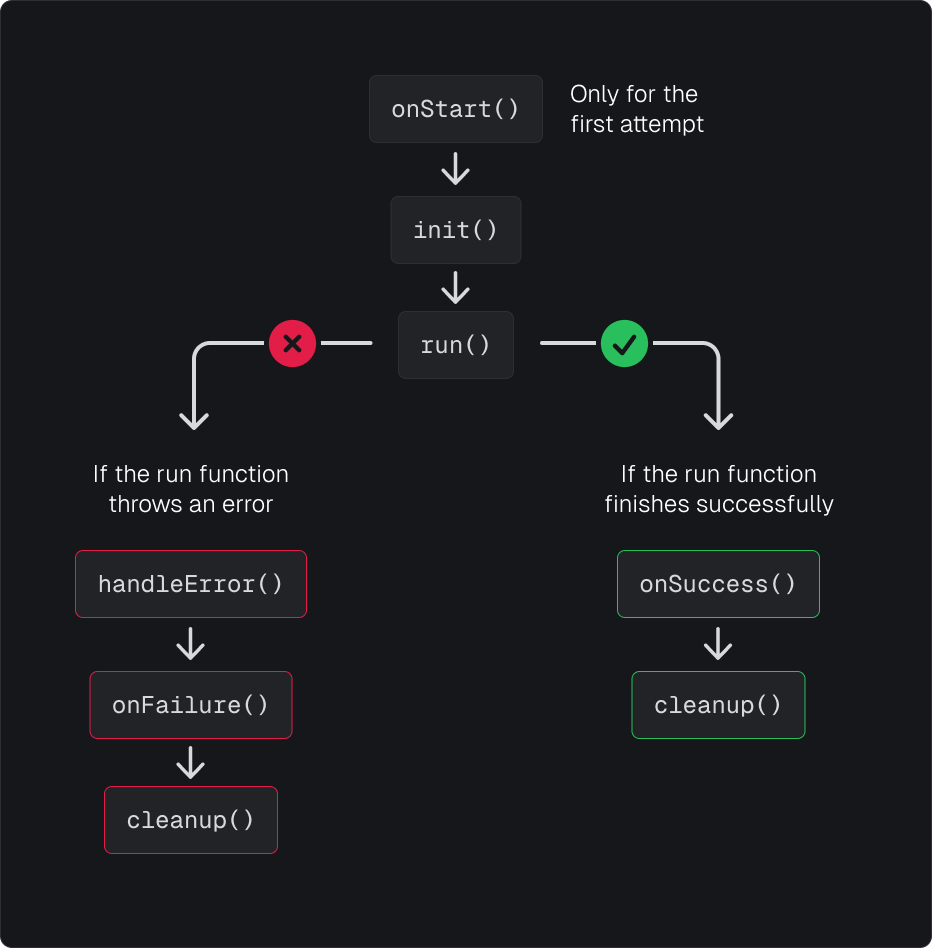 onStart()
Only for the
first attempt
init()
run()
If the run function
throws an error
handleError()
onFailure()
cleanup()
If the run function
finishes successfully
onSuccess()
cleanup()